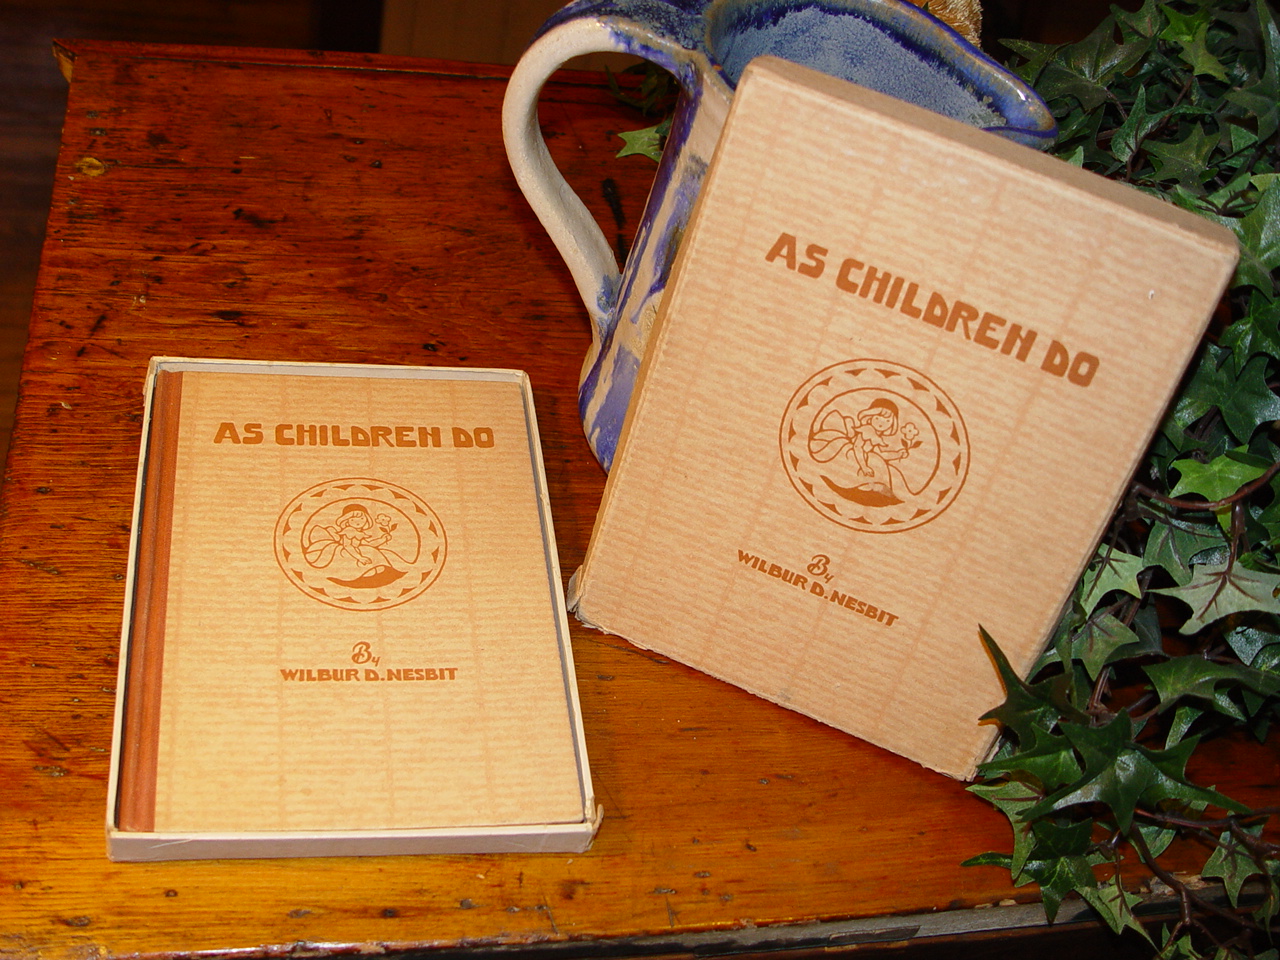 AS CHILDREN DO
By
WILBUR D. NESBIT
AS CHILDREN DO
By
WILBUR D. NESBIT